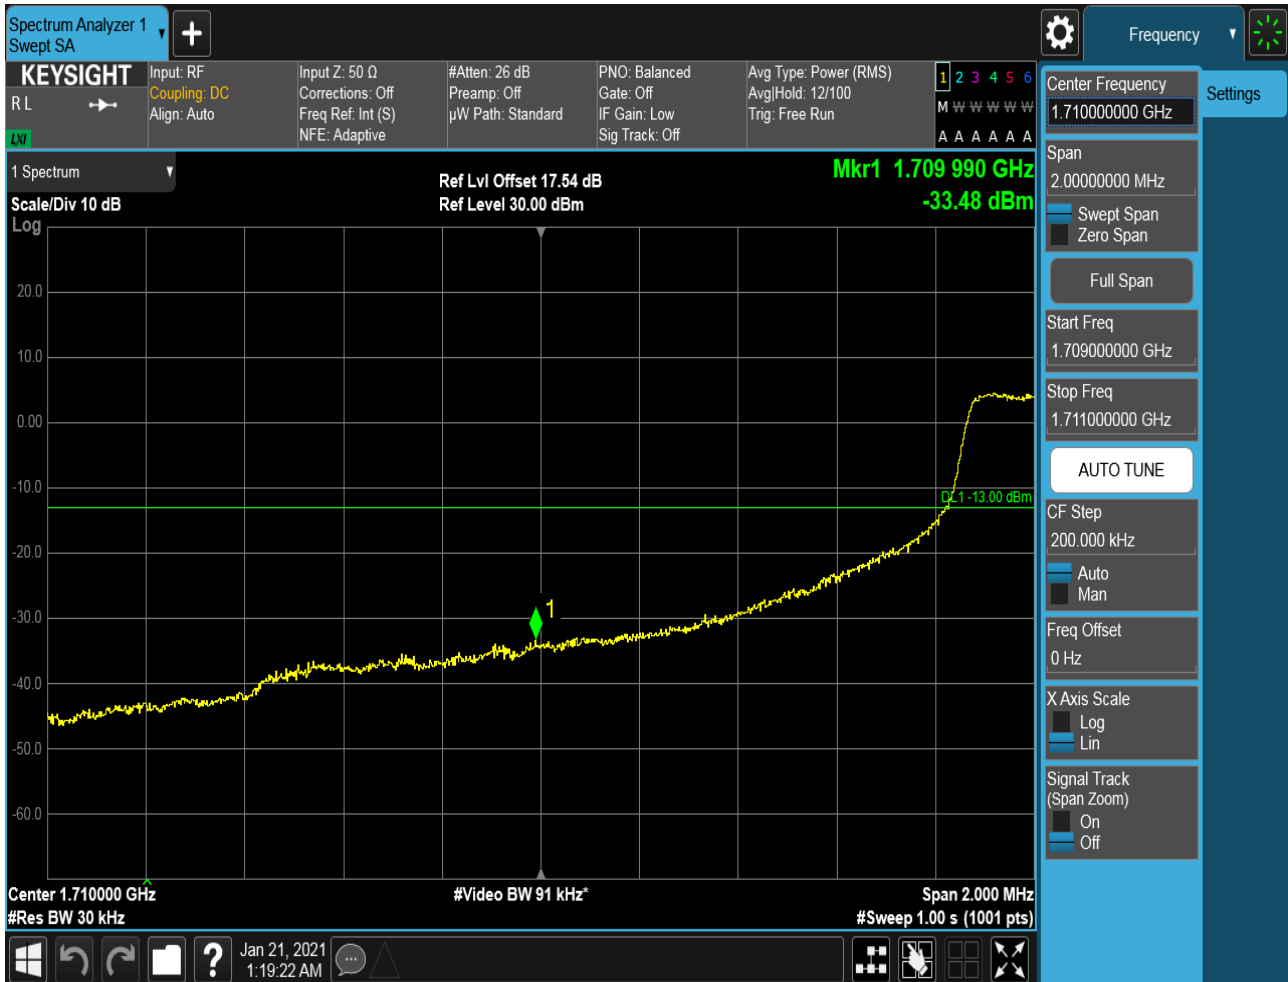 Spectrum Analyzer 1
Swept SA
Frequency
KEYSIGHT
R L
LXI
Input: RF
Coupling: DC
Align: Auto
Input Z: 50 Ω
Corrections: Off
Freq Ref: Int (S)
NFE: Adaptive
#Atten: 26 dB
Preamp: Off
µW Path: Standard
PNO: Balanced
Gate: Off
IF Gain: Low
Sig Track: Off
Avg Type: Power (RMS)
Avg|Hold: 12/100
Trig: Free Run
1 2 3 4 5 6
M W W W W W
A A A A A A
1 Spectrum
Scale/Div 10 dB
Log
Ref Lvl Offset 17.54 dB
Ref Level 30.00 dBm
Mkr1 1.709 990 GHz
-33.48 dBm
20.0
10.0
0.00
-10.0
DL1 -13.00 dBm
-20.0
-30.0
1
-40.0
-50.0
-60.0
Center 1.710000 GHz
#Res BW 30 kHz
#Video BW 91 kHz*
Span 2.000 MHz
#Sweep 1.00 s (1001 pts)
Jan 21, 2021
1:19:22 AM
Center Frequency
1.710000000 GHz
Settings
Span
2.00000000 MHz
Swept Span
Zero Span
Full Span
Start Freq
1.709000000 GHz
Stop Freq
1.711000000 GHz
AUTO TUNE
CF Step
200.000 kHz
Auto
Man
Freq Offset
0 Hz
X Axis Scale
Log
Lin
Signal Track
(Span Zoom)
On
Off